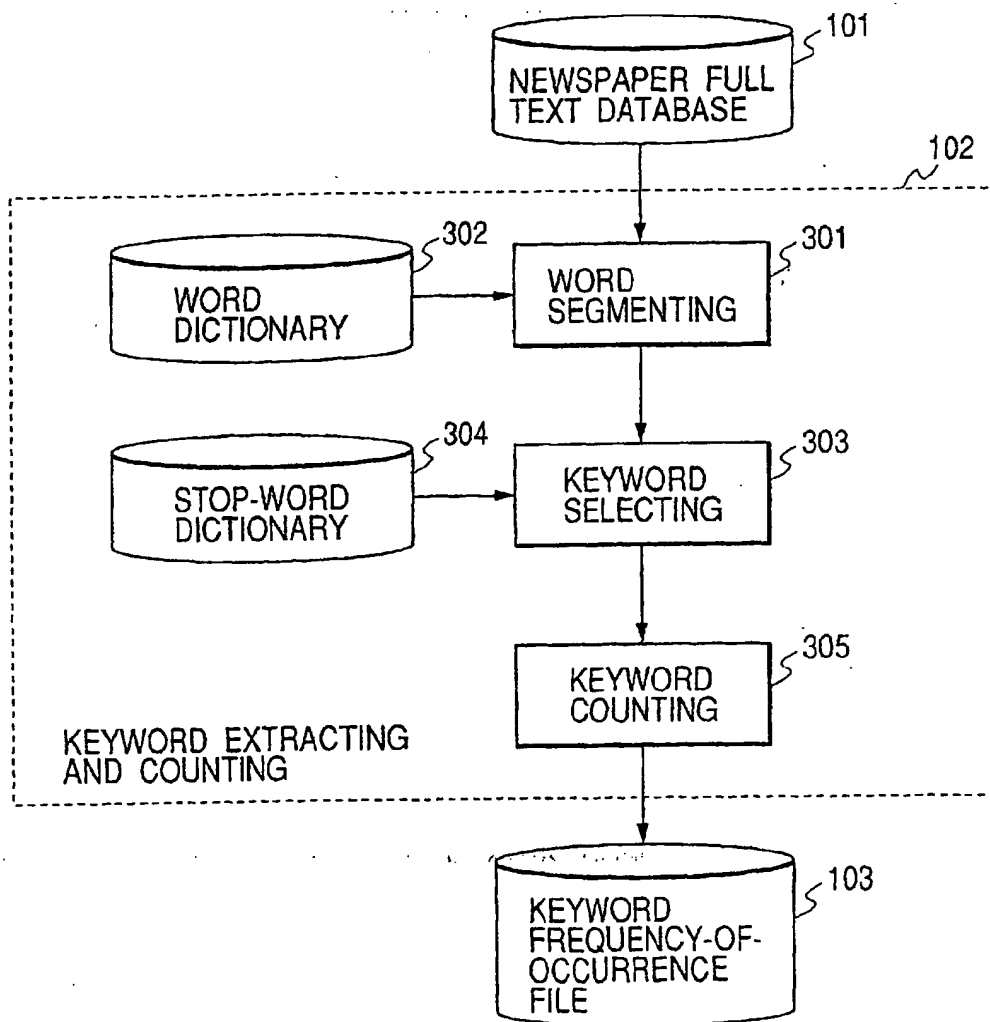 101
NEWSPAPER FULL
TEXT DATABASE
102
302
WORD
DICTIONARY
301
WORD
SEGMENTING
304
STOP-WORD
DICTIONARY
303
KEYWORD
SELECTING
305
KEYWORD
COUNTING
KEYWORD EXTRACTING
AND COUNTING
103
KEYWORD
FREQUENCY-OF-
OCCURRENCE
FILE